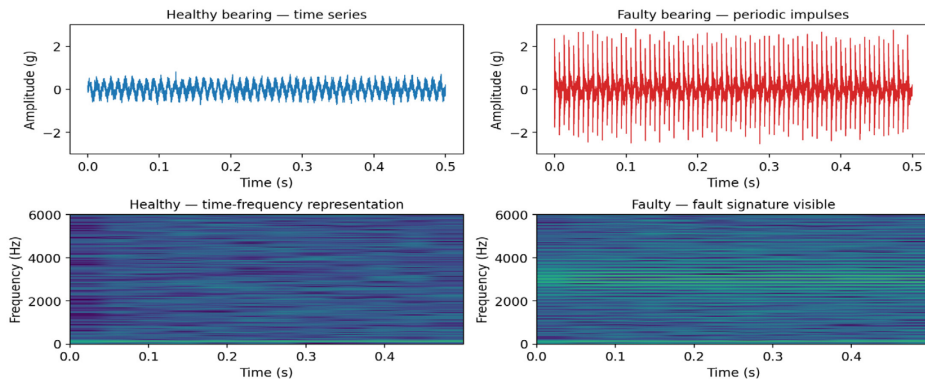 Healthy bearing — time series
Amplitude (g)
2
0
−2
0.0 0.1 0.2 0.3 0.4 0.5
Time (s)
Faulty bearing — periodic impulses
Amplitude (g)
2
0
−2
0.0 0.1 0.2 0.3 0.4 0.5
Time (s)
Healthy — time-frequency representation
Frequency (Hz)
6000
4000
2000
0
0.0 0.1 0.2 0.3 0.4
Time (s)
Faulty — fault signature visible
Frequency (Hz)
6000
4000
2000
0
0.0 0.1 0.2 0.3 0.4
Time (s)